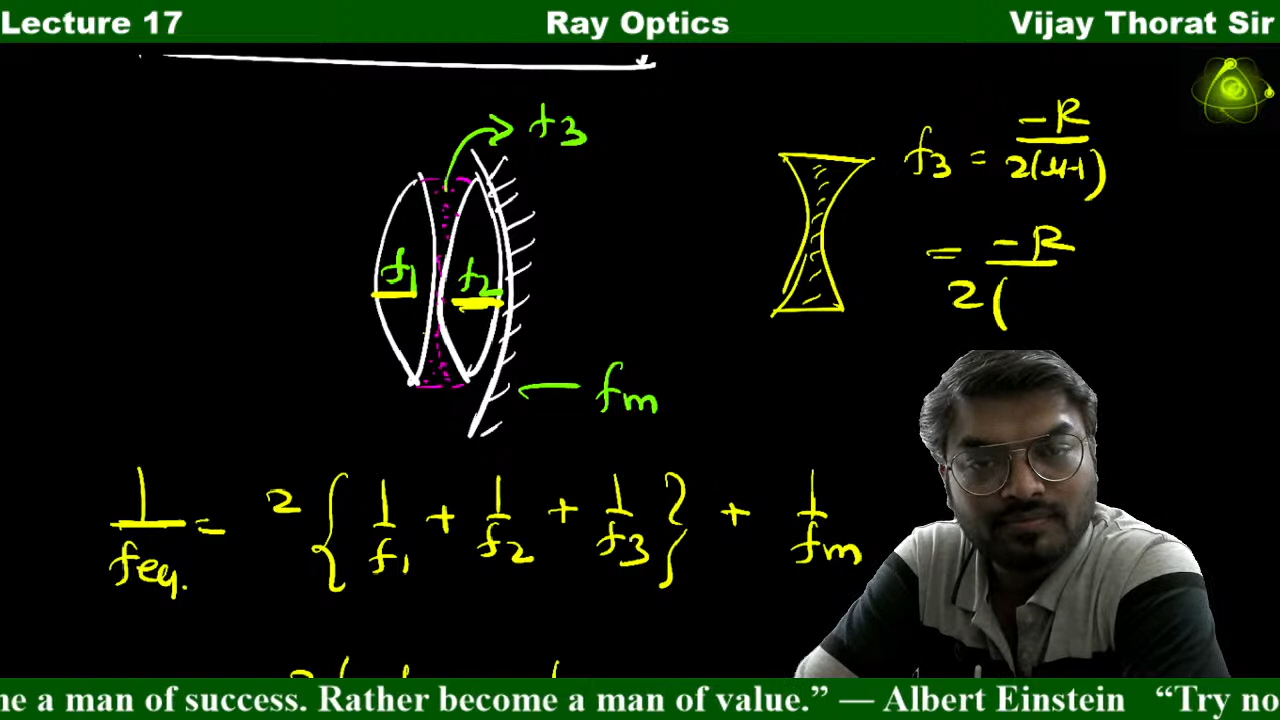 Lecture 17 Ray Optics Vijay Thorat Sir
f3
f3 = -R / 2(μ-1)
= -R / 2(
f1 f2
fm
1/feq. = 2 { 1/f1 + 1/f2 + 1/f3 } + 1/fm
ne a man of success. Rather become a man of value.” — Albert Einstein “Try no